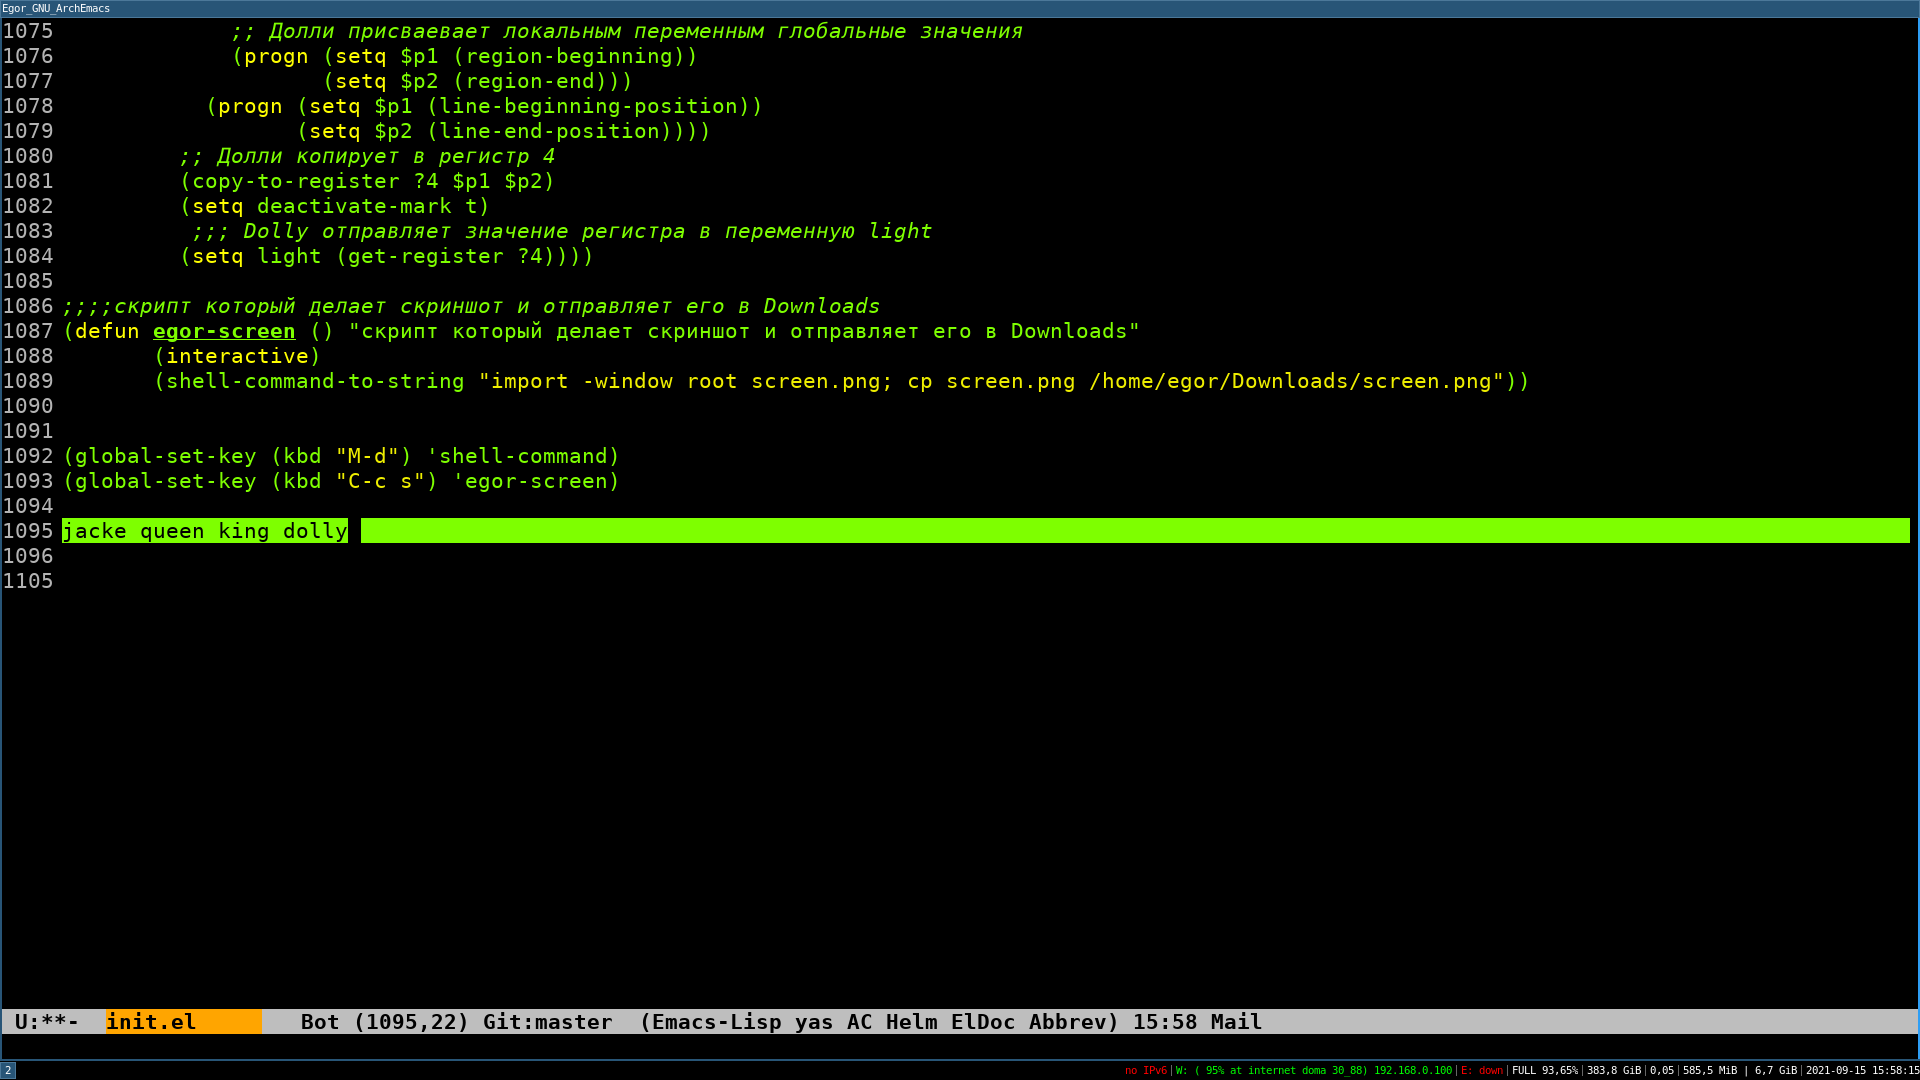 Egor_GNU_ArchEmacs
1075 ;; Долли присваевает локальным переменным глобальные значения
1076 (progn (setq $p1 (region-beginning))
1077 (setq $p2 (region-end)))
1078 (progn (setq $p1 (line-beginning-position))
1079 (setq $p2 (line-end-position))))
1080 ;; Долли копирует в регистр 4
1081 (copy-to-register ?4 $p1 $p2)
1082 (setq deactivate-mark t)
1083 ;;; Dolly отправляет значение регистра в переменную light
1084 (setq light (get-register ?4))))
1085
1086 ;;;;скрипт который делает скриншот и отправляет его в Downloads
1087 (defun egor-screen () "скрипт который делает скриншот и отправляет его в Downloads"
1088 (interactive)
1089 (shell-command-to-string "import -window root screen.png; cp screen.png /home/egor/Downloads/screen.png"))
1090
1091
1092 (global-set-key (kbd "M-d") 'shell-command)
1093 (global-set-key (kbd "C-c s") 'egor-screen)
1094
1095 jacke queen king dolly
1096
1105
U:**- init.el Bot (1095,22) Git:master (Emacs-Lisp yas AC Helm ElDoc Abbrev) 15:58 Mail
2 no IPv6|W: ( 95% at internet doma 30_88) 192.168.0.100|E: down|FULL 93,65%|383,8 GiB|0,05|585,5 MiB | 6,7 GiB|2021-09-15 15:58:15